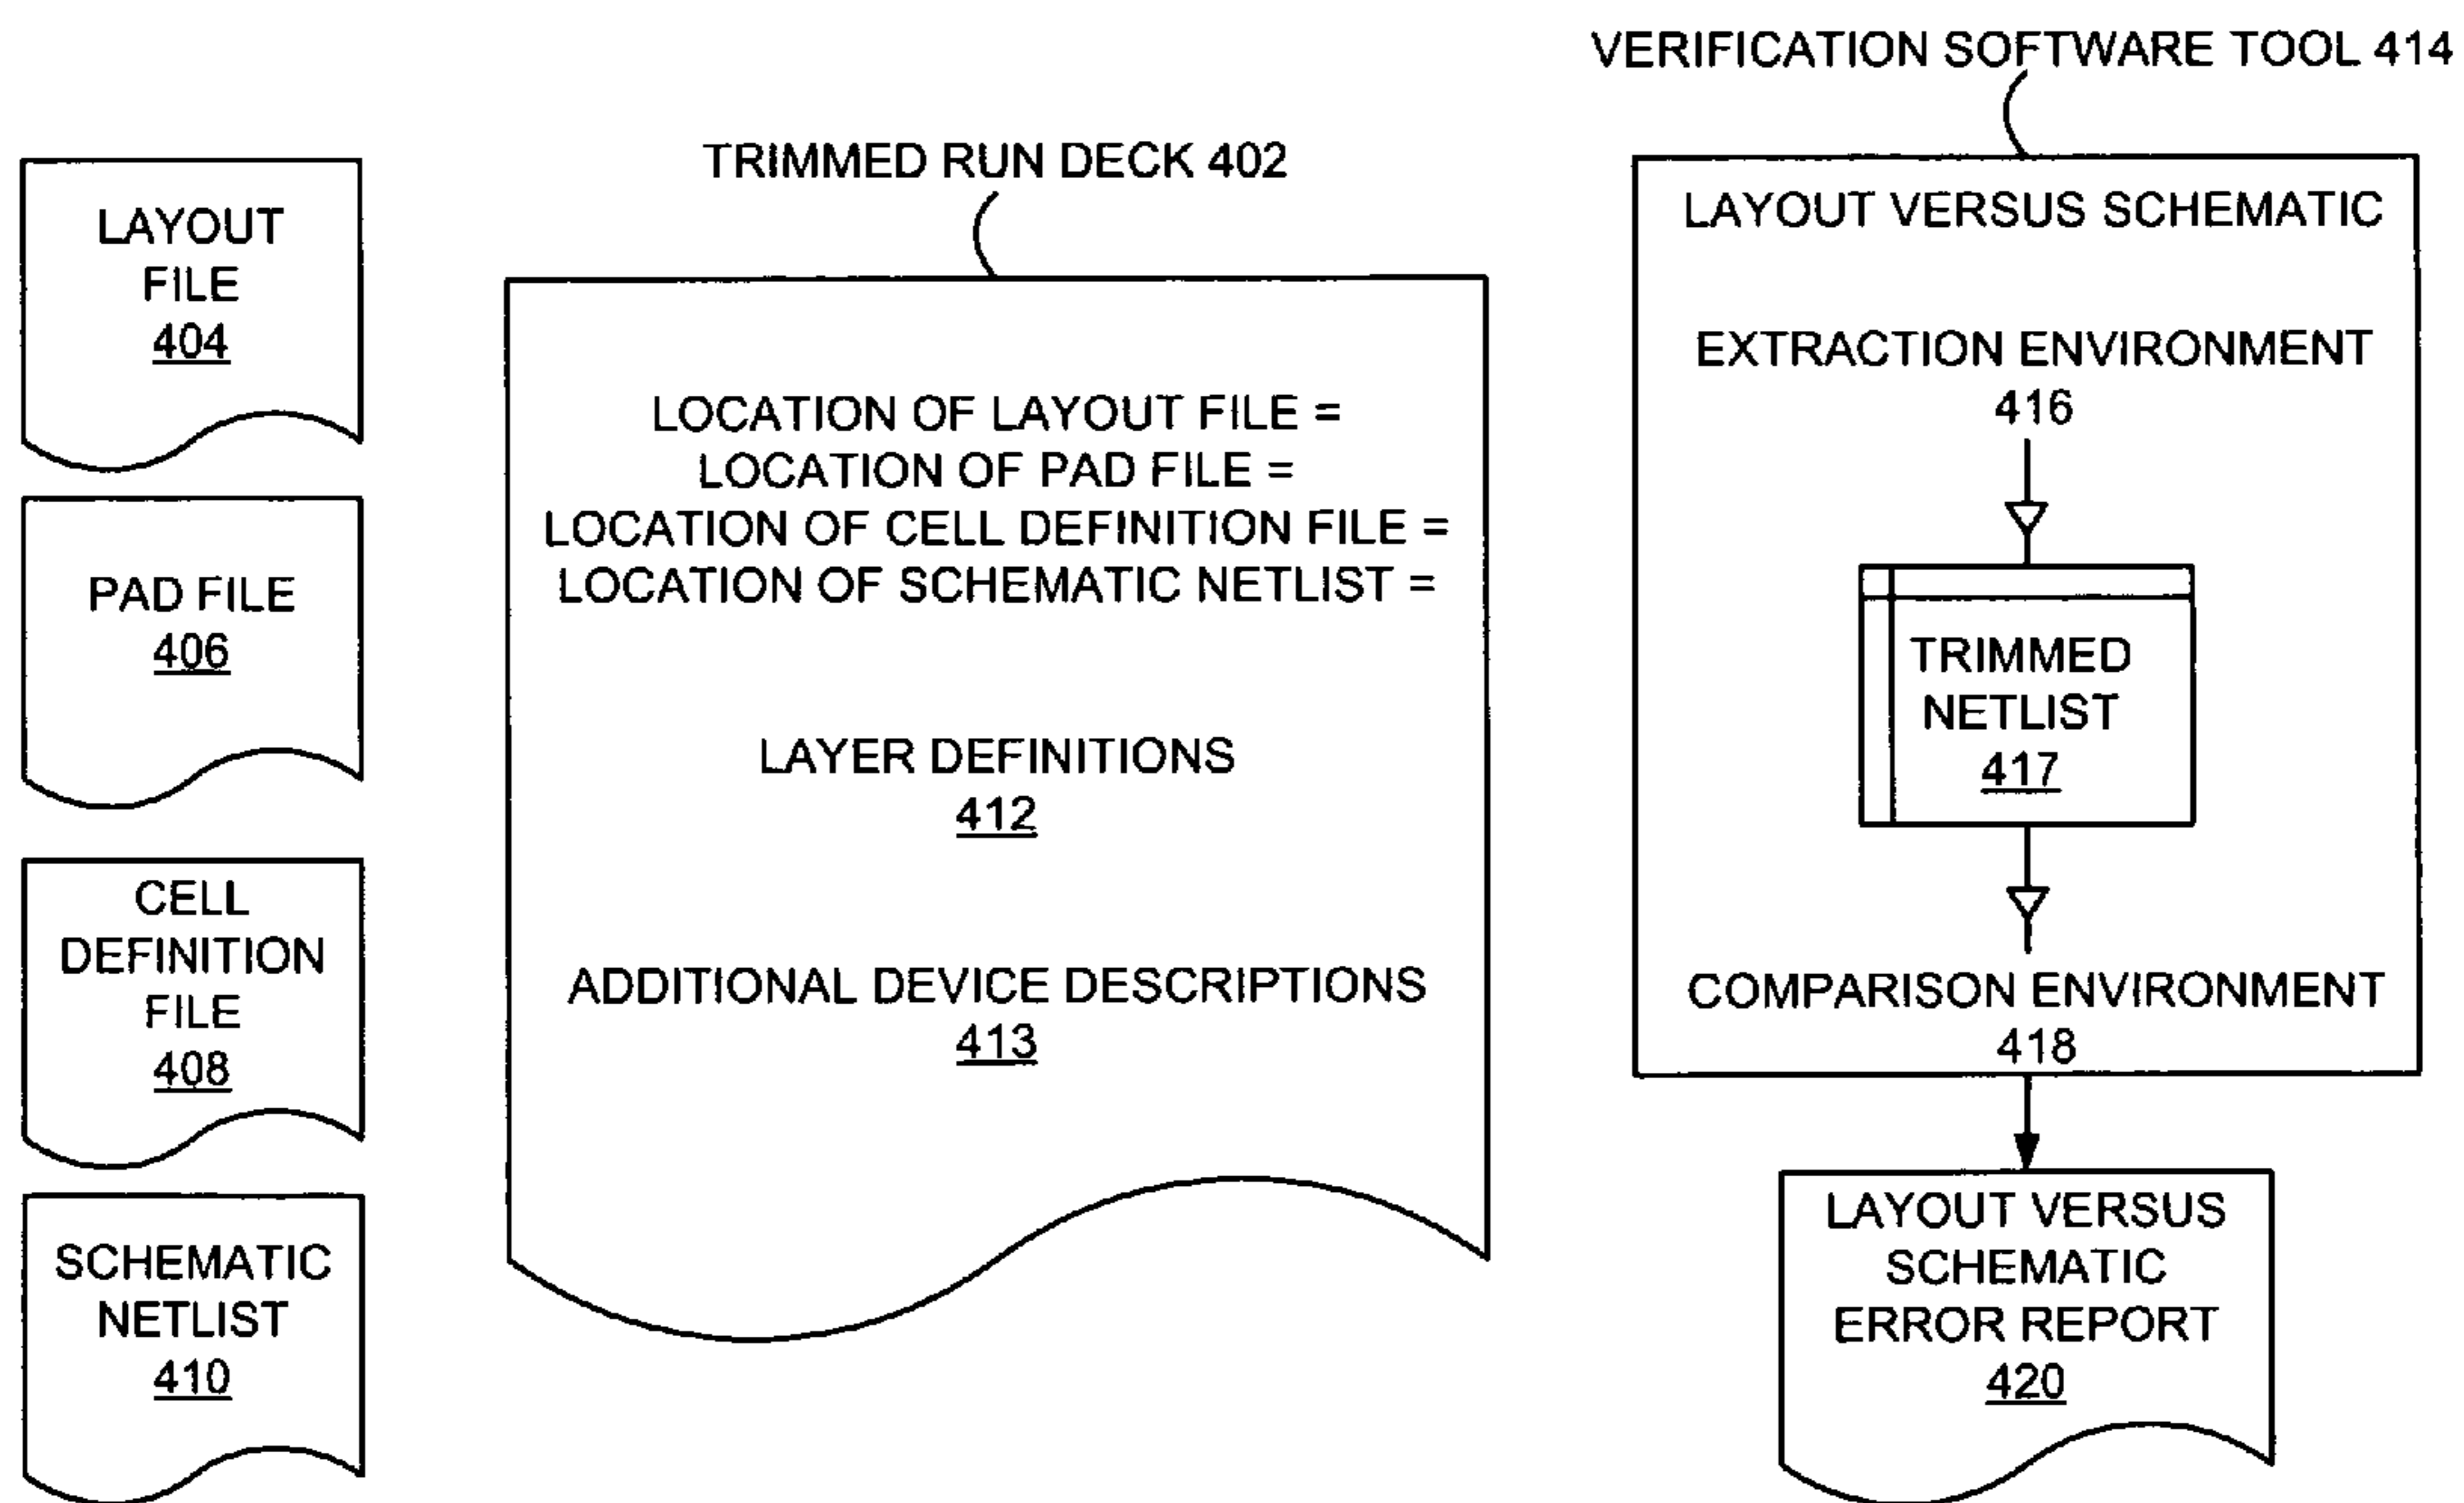 LAYOUT
FILE
404
PAD FILE
406
CELL
DEFINITION
FILE
408
SCHEMATIC
NETLIST
410
TRIMMED RUN DECK 402
LOCATION OF LAYOUT FILE =
LOCATION OF PAD FILE =
LOCATION OF CELL DEFINITION FILE =
LOCATION OF SCHEMATIC NETLIST =
LAYER DEFINITIONS
412
ADDITIONAL DEVICE DESCRIPTIONS
413
VERIFICATION SOFTWARE TOOL 414
LAYOUT VERSUS SCHEMATIC
EXTRACTION ENVIRONMENT
416
TRIMMED
NETLIST
417
COMPARISON ENVIRONMENT
418
LAYOUT VERSUS
SCHEMATIC
ERROR REPORT
420